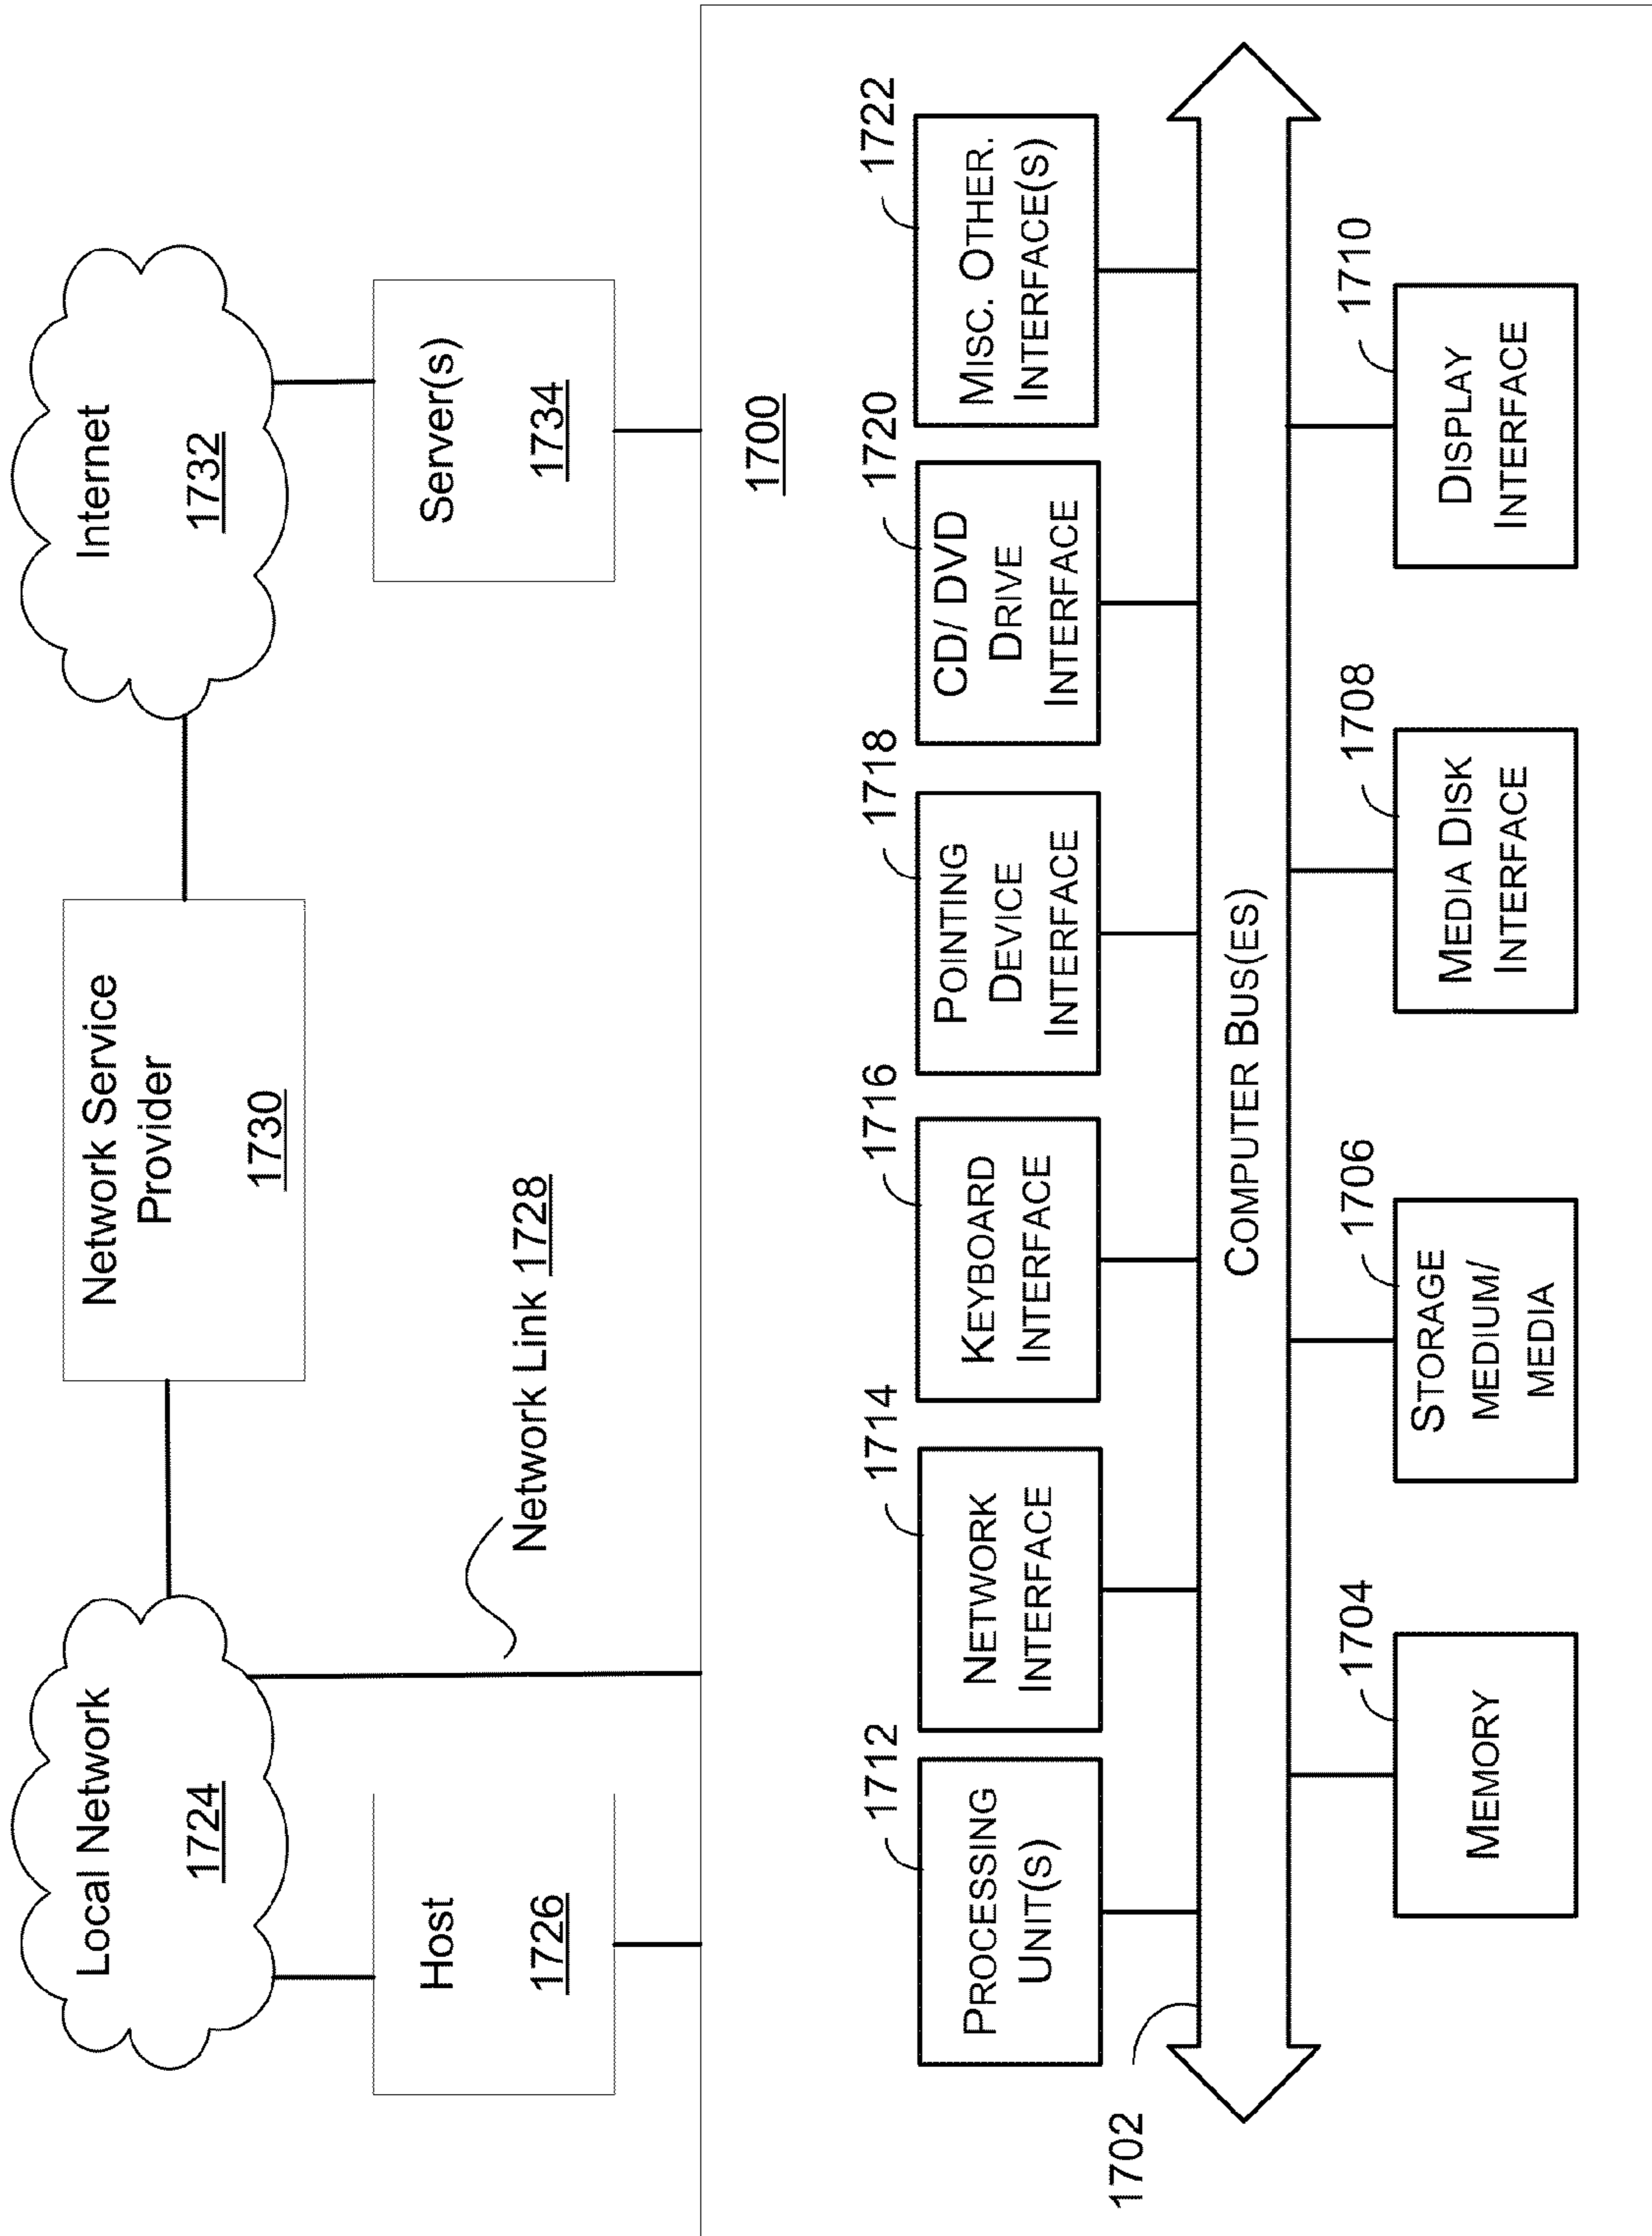 Local Network
1724
Network Service
Provider
1730
Internet
1732
Host
1726
Network Link 1728
Server(s)
1734
1700
1712
PROCESSING
UNIT(S)
1714
NETWORK
INTERFACE
1716
KEYBOARD
INTERFACE
1718
POINTING
DEVICE
INTERFACE
1720
CD/ DVD
DRIVE
INTERFACE
1722
MISC. OTHER.
INTERFACE(S)
1702
COMPUTER BUS(ES)
1704
MEMORY
1706
STORAGE
MEDIUM/
MEDIA
1708
MEDIA DISK
INTERFACE
1710
DISPLAY
INTERFACE